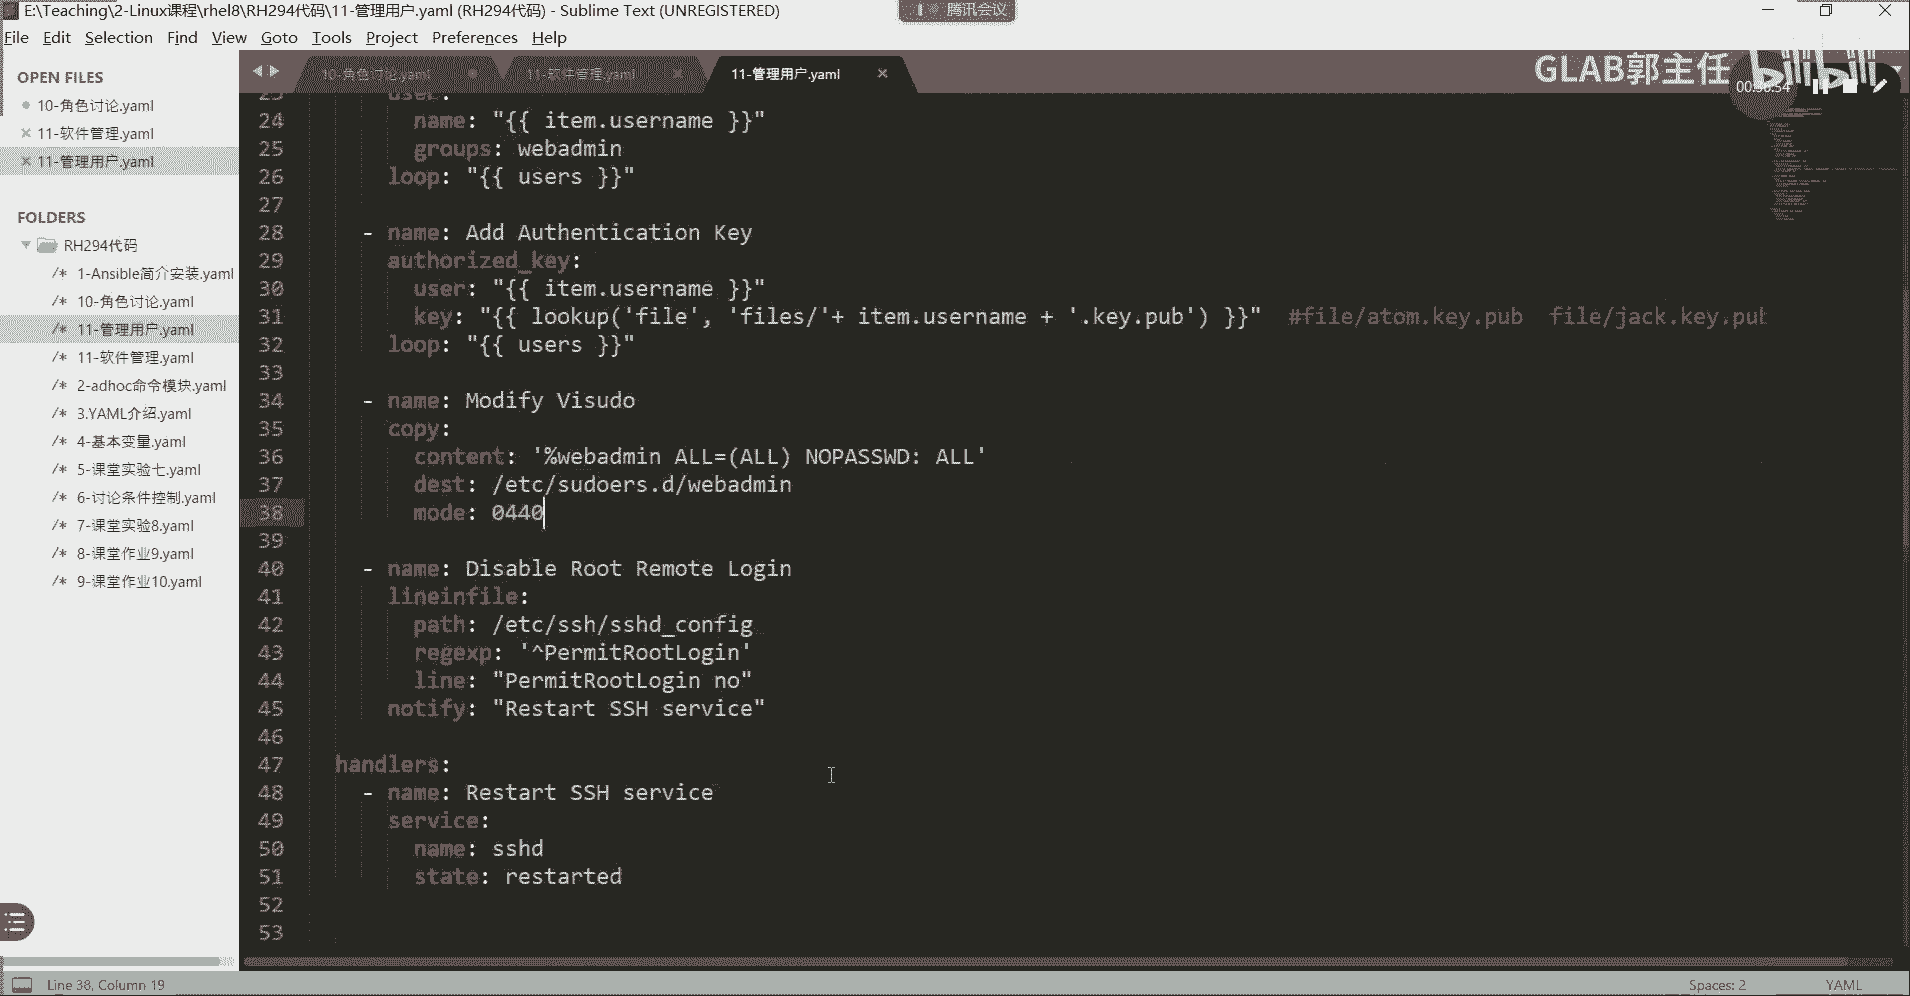 E:\Teaching\2-Linux课程\rhel8\RH294代码\11-管理用户.yaml (RH294代码) - Sublime Text (UNREGISTERED)
腾讯会议
File Edit Selection Find View Goto Tools Project Preferences Help
GLAB郭主任 bilibili
OPEN FILES
10-角色讨论.yaml
11-软件管理.yaml
11-管理用户.yaml
FOLDERS
RH294代码
/* 1-Ansible简介安装.yaml
/* 10-角色讨论.yaml
/* 11-管理用户.yaml
/* 11-软件管理.yaml
/* 2-adhoc命令模块.yaml
/* 3.YAML介绍.yaml
/* 4-基本变量.yaml
/* 5-课堂实验七.yaml
/* 6-讨论条件控制.yaml
/* 7-课堂实验8.yaml
/* 8-课堂作业9.yaml
/* 9-课堂作业10.yaml
10-角色讨论.yaml 11-软件管理.yaml 11-管理用户.yaml
23 user:
24 name: "{{ item.username }}"
25 groups: webadmin
26 loop: "{{ users }}"
27
28 - name: Add Authentication Key
29 authorized_key:
30 user: "{{ item.username }}"
31 key: "{{ lookup('file', 'files/'+ item.username + '.key.pub') }}" #file/atom.key.pub file/jack.key.pub
32 loop: "{{ users }}"
33
34 - name: Modify Visudo
35 copy:
36 content: '%webadmin ALL=(ALL) NOPASSWD: ALL'
37 dest: /etc/sudoers.d/webadmin
38 mode: 0440
39
40 - name: Disable Root Remote Login
41 lineinfile:
42 path: /etc/ssh/sshd_config
43 regexp: '^PermitRootLogin'
44 line: "PermitRootLogin no"
45 notify: "Restart SSH service"
46
47 handlers:
48 - name: Restart SSH service
49 service:
50 name: sshd
51 state: restarted
52
53
Line 38, Column 19
Spaces: 2
YAML